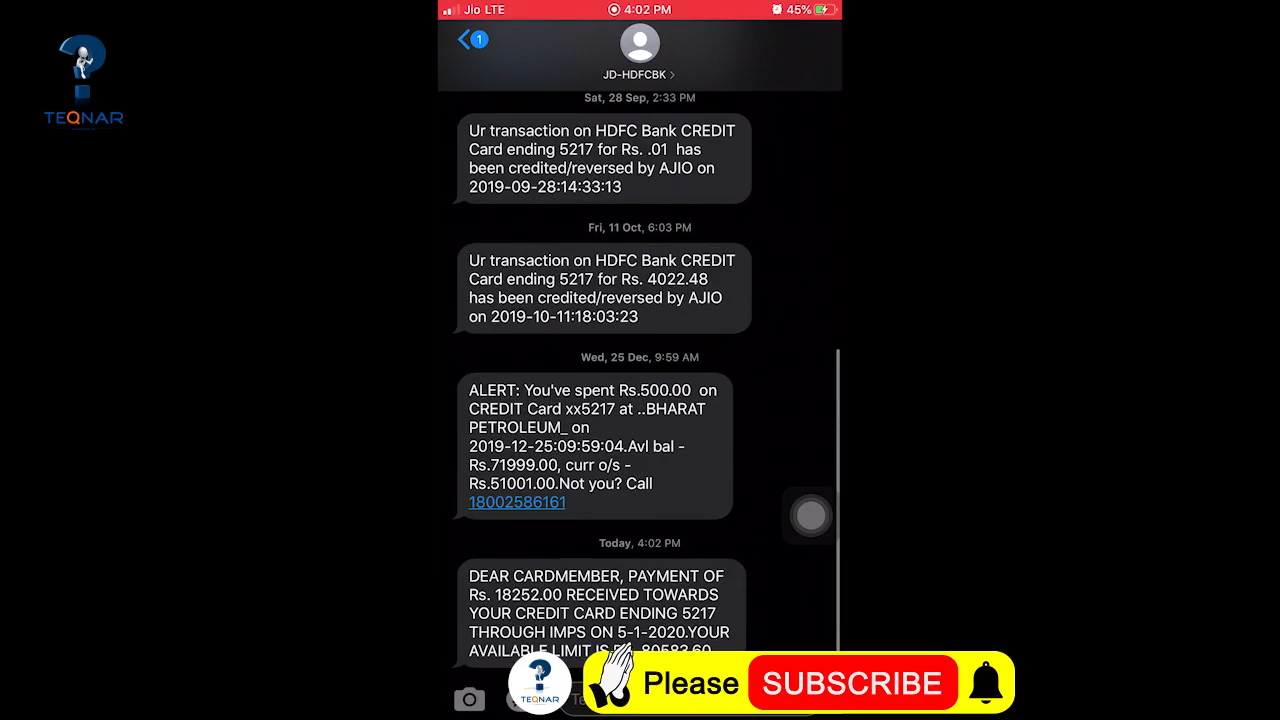 Jio LTE
4:02 PM
45%
1
JD-HDFCBK >
TEQNAR
Sat, 28 Sep, 2:33 PM
Ur transaction on HDFC Bank CREDIT
Card ending 5217 for Rs. .01 has
been credited/reversed by AJIO on
2019-09-28:14:33:13
Fri, 11 Oct, 6:03 PM
Ur transaction on HDFC Bank CREDIT
Card ending 5217 for Rs. 4022.48
has been credited/reversed by AJIO
on 2019-10-11:18:03:23
Wed, 25 Dec, 9:59 AM
ALERT: You've spent Rs.500.00 on
CREDIT Card xx5217 at ..BHARAT
PETROLEUM_ on
2019-12-25:09:59:04.Avl bal -
Rs.71999.00, curr o/s -
Rs.51001.00.Not you? Call
18002586161
Today, 4:02 PM
DEAR CARDMEMBER, PAYMENT OF
Rs. 18252.00 RECEIVED TOWARDS
YOUR CREDIT CARD ENDING 5217
THROUGH IMPS ON 5-1-2020.YOUR
AVAILABLE LIMIT IS 80583.60
TEQNAR
Please SUBSCRIBE